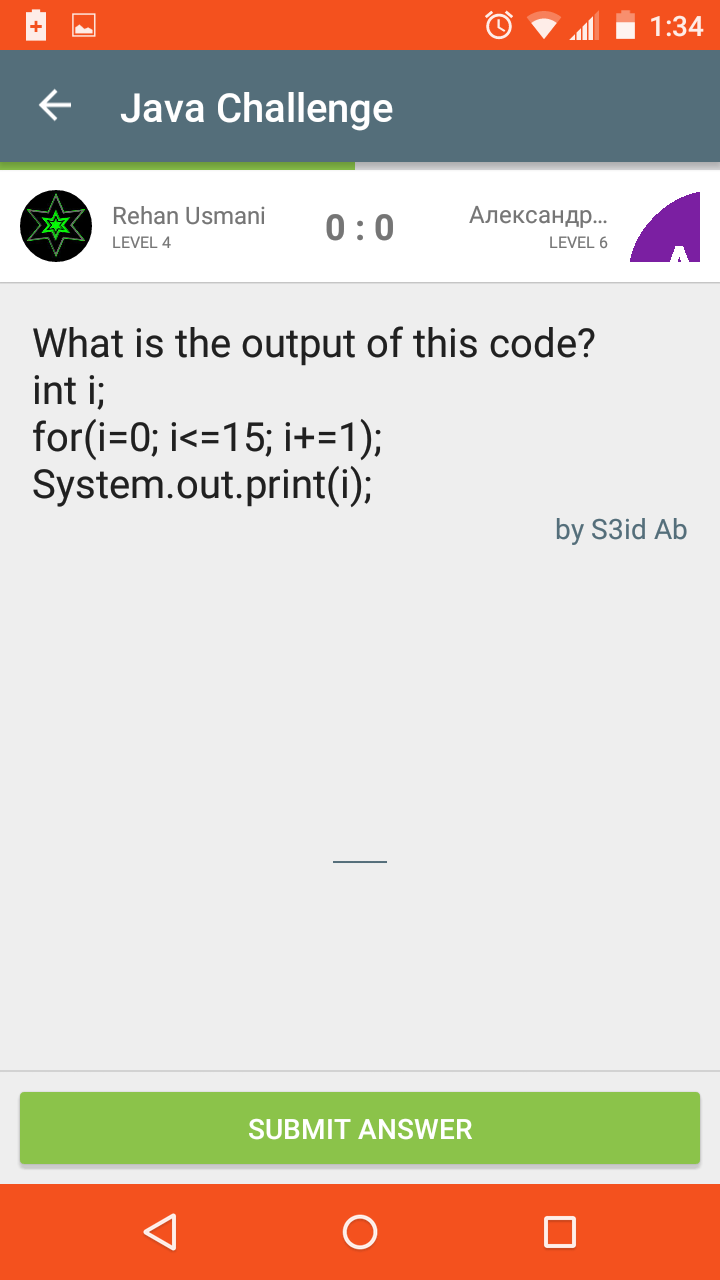 1:34
Java Challenge
Rehan Usmani
LEVEL 4
0 : 0
Александр...
LEVEL 6
What is the output of this code?
int i;
for(i=0; i<=15; i+=1);
System.out.print(i);
by S3id Ab
SUBMIT ANSWER